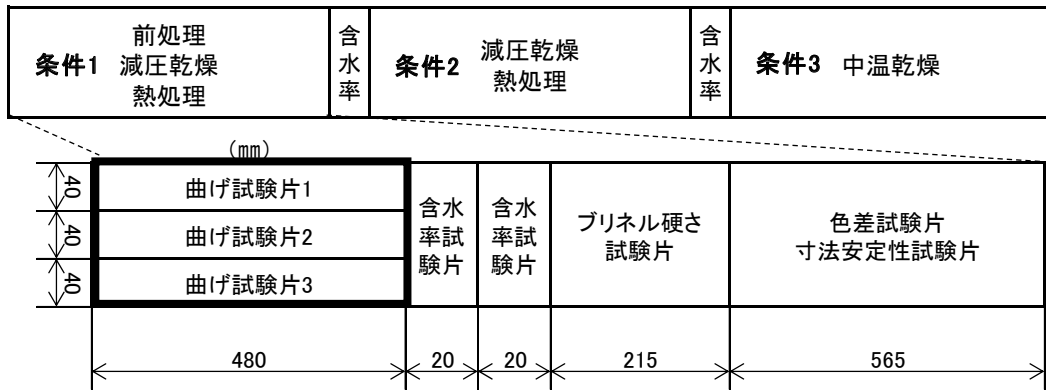 条件1
前処理
減圧乾燥
熱処理
含水率
条件2
減圧乾燥
熱処理
含水率
条件3 中温乾燥
(mm)
40
曲げ試験片1
40
曲げ試験片2
40
曲げ試験片3
含水
率試
験片
含水
率試
験片
ブリネル硬さ
試験片
色差試験片
寸法安定性試験片
480
20
20
215
565